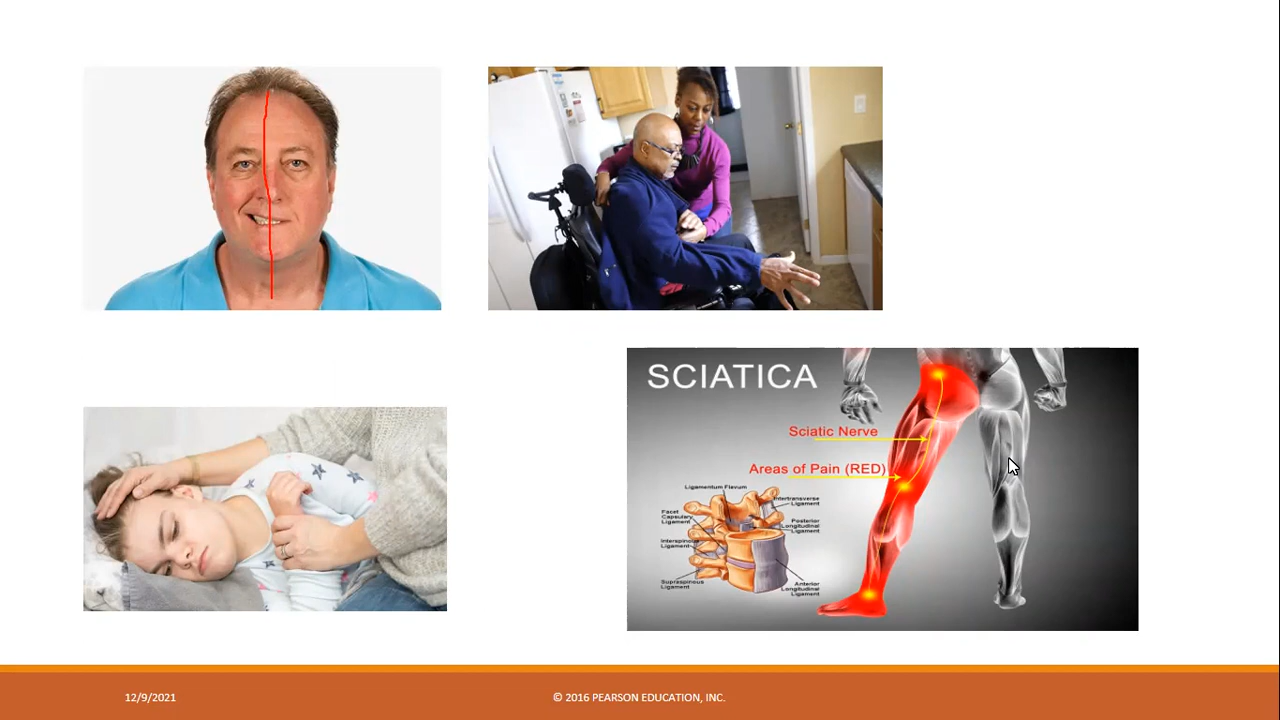 SCIATICA
Sciatic Nerve
Areas of Pain (RED)
Ligamentum Flavum
Facet
Capsulary
Ligament
Intertransverse
Ligament
Posterior
Longitudinal
Ligament
Interspinous
Ligament
Supraspinous
Ligament
Anterior
Longitudinal
Ligament
12/9/2021
© 2016 PEARSON EDUCATION, INC.